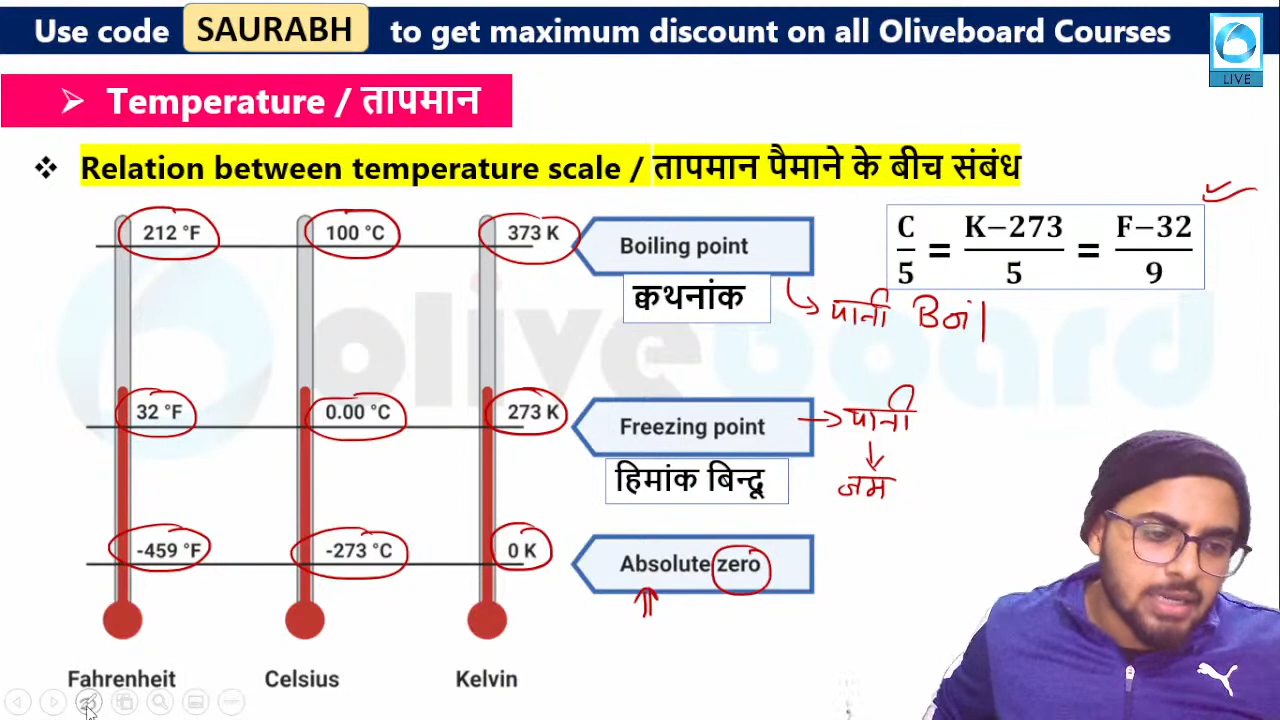 Use code SAURABH to get maximum discount on all Oliveboard Courses
LIVE
➤ Temperature / तापमान
❖ Relation between temperature scale / तापमान पैमाने के बीच संबंध
212 °F 100 °C 373 K Boiling point
क्वथनांक
C/5 = K−273/5 = F−32/9
पानी Boil
32 °F 0.00 °C 273 K Freezing point
पानी
हिमांक बिन्दू
जम
-459 °F -273 °C 0 K Absolute zero
Fahrenheit Celsius Kelvin
oliveboard